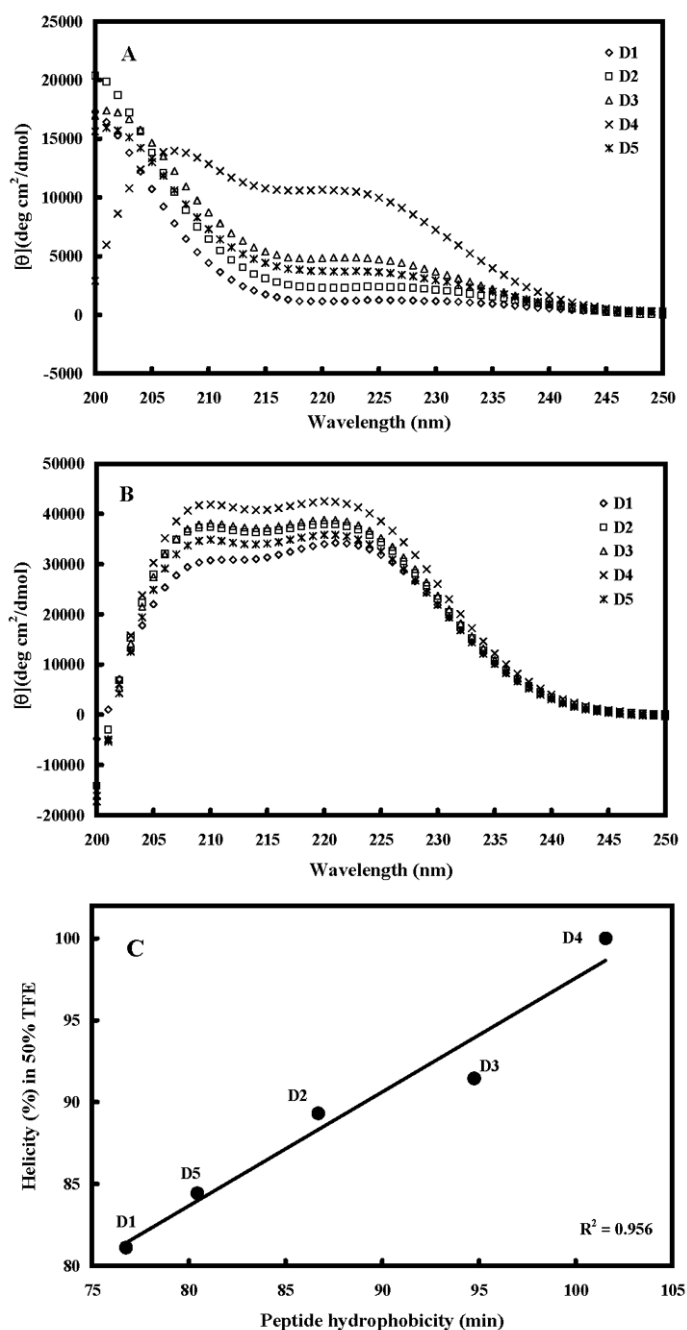 A
25000
20000
15000
10000
5000
0
-5000
[θ](deg cm²/dmol)
D1
D2
D3
D4
D5
200 205 210 215 220 225 230 235 240 245 250
Wavelength (nm)
B
50000
40000
30000
20000
10000
0
-10000
-20000
[θ](deg cm²/dmol)
D1
D2
D3
D4
D5
200 205 210 215 220 225 230 235 240 245 250
Wavelength (nm)
C
100
95
90
85
80
Helicity (%) in 50% TFE
D4
D3
D2
D5
D1
R² = 0.956
75 80 85 90 95 100 105
Peptide hydrophobicity (min)